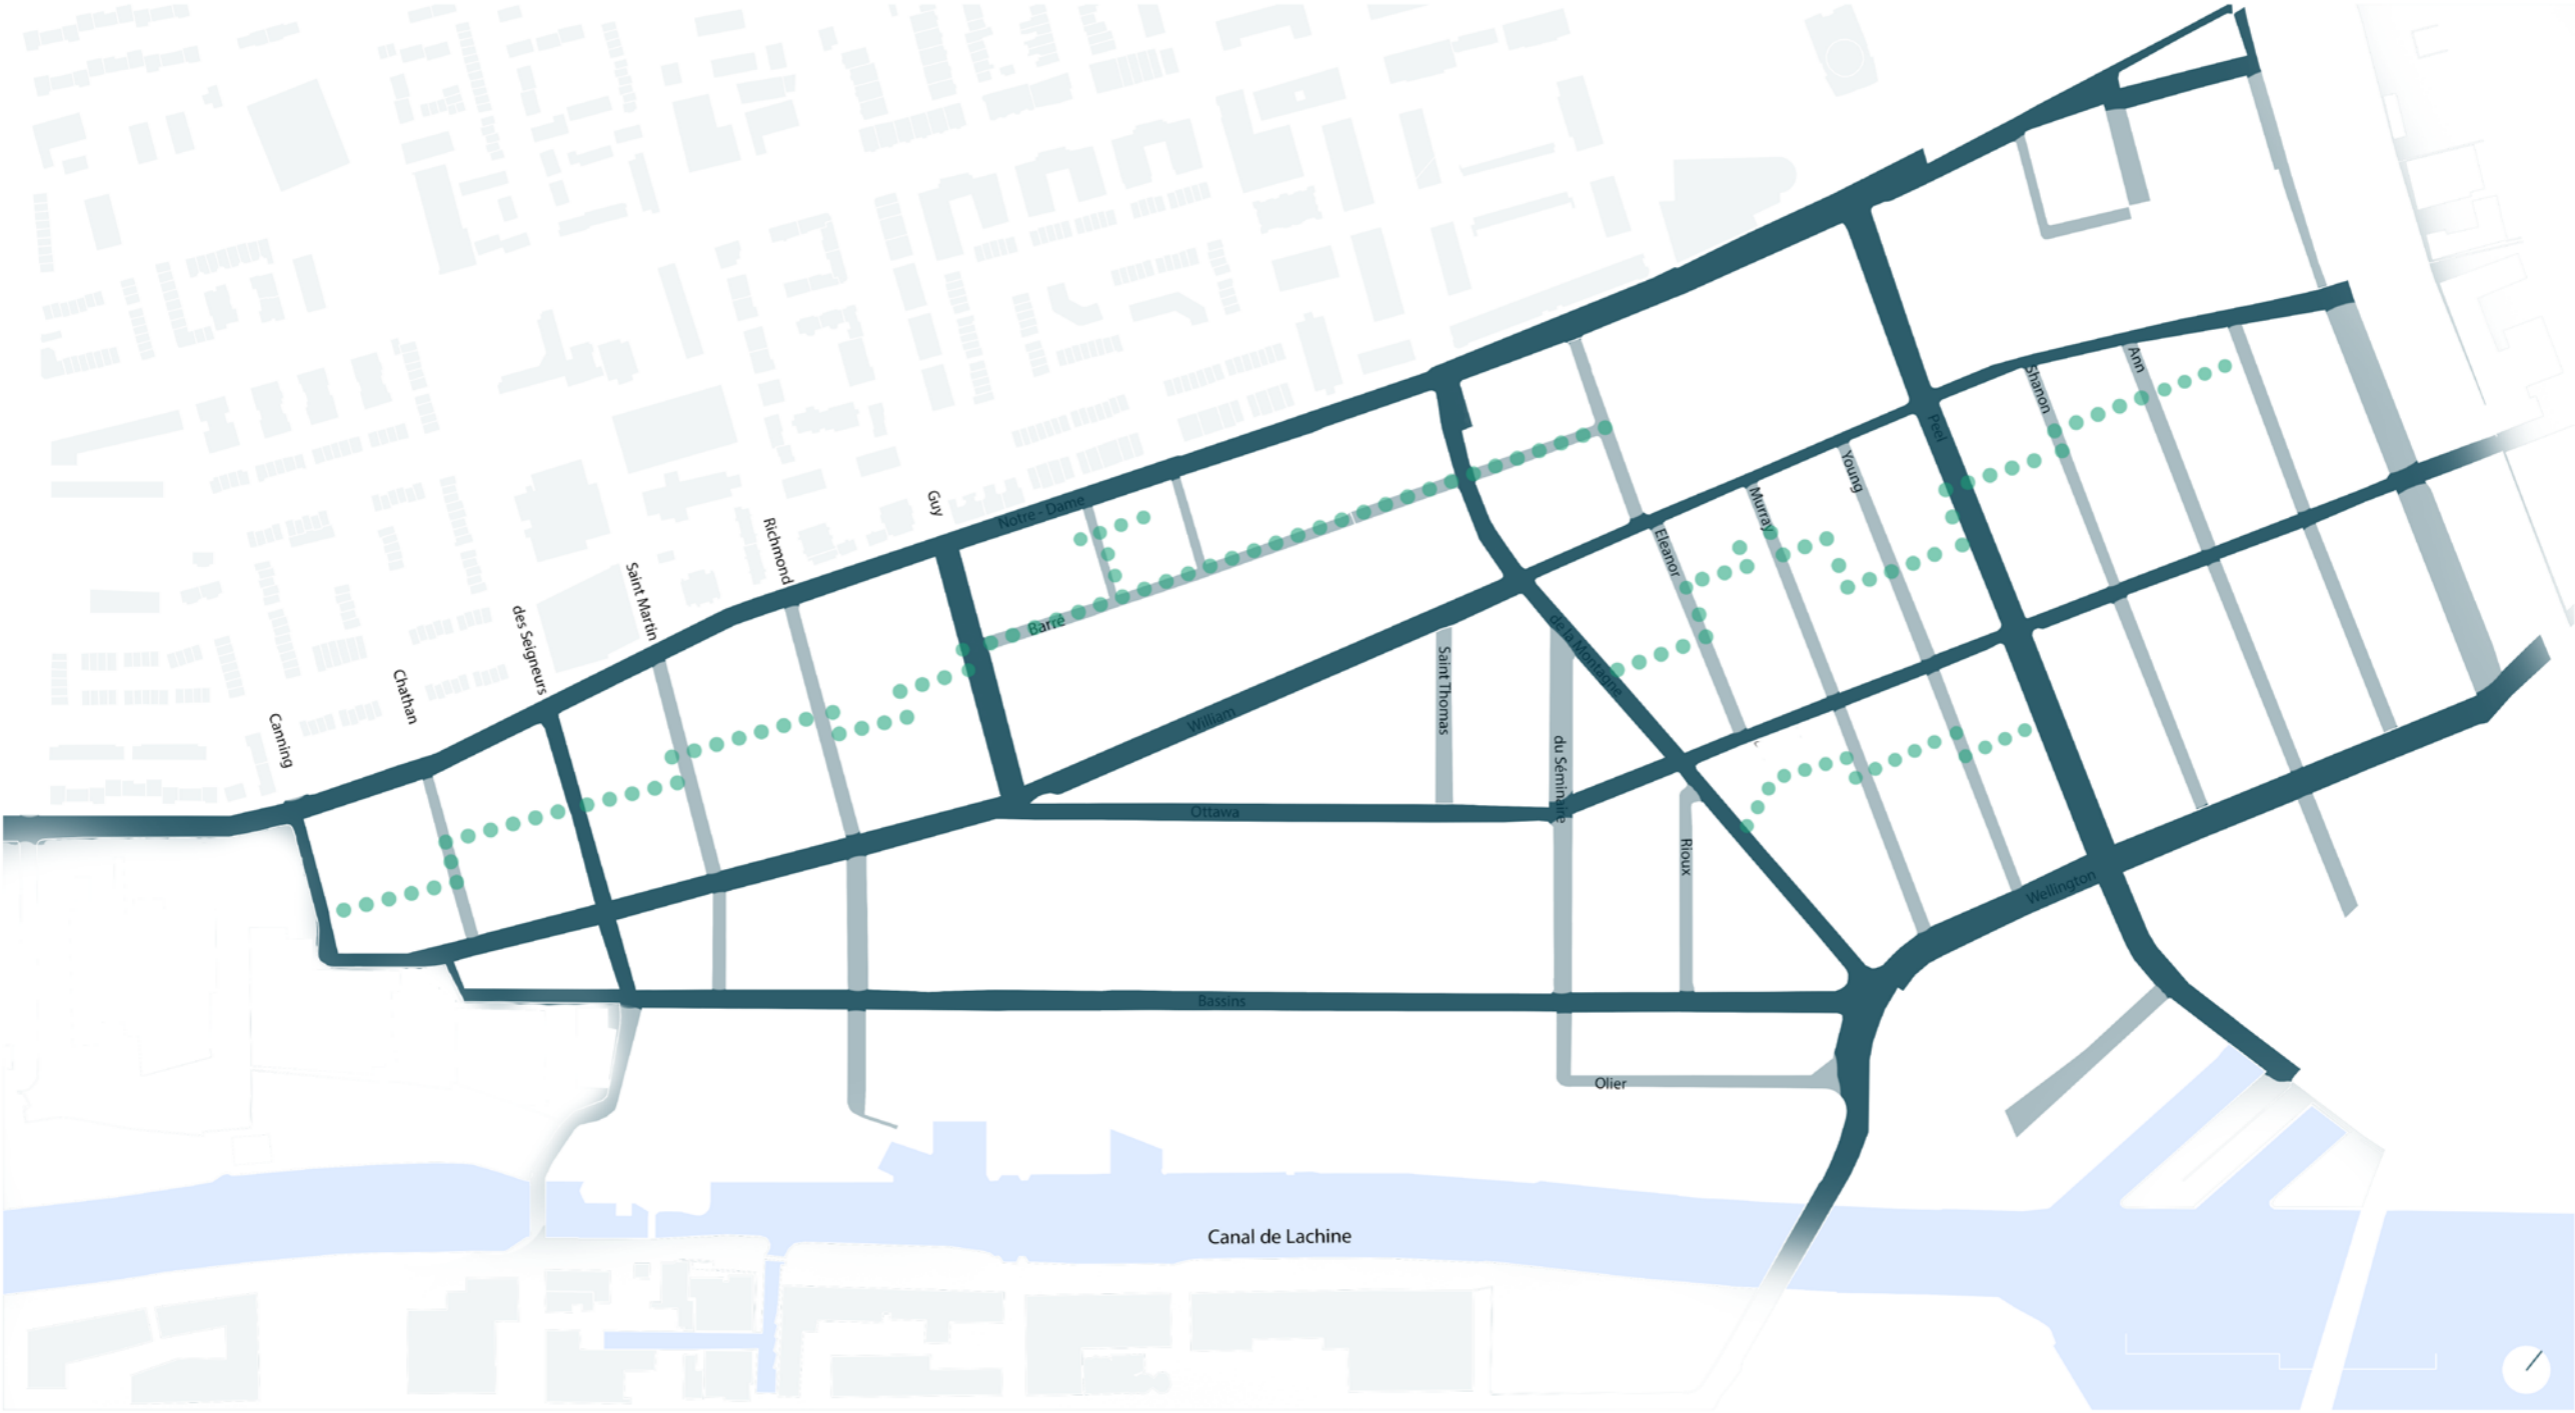 Ann
Shanon
Peel
Young
Murray
Guy
Notre - Dame
Richmond
Eleanor
Saint Martin
Barré
des Seigneurs
de la Montagne
Saint Thomas
Chathan
William
Canning
du Séminaire
Ottawa
Rioux
Wellington
Bassins
Olier
Canal de Lachine